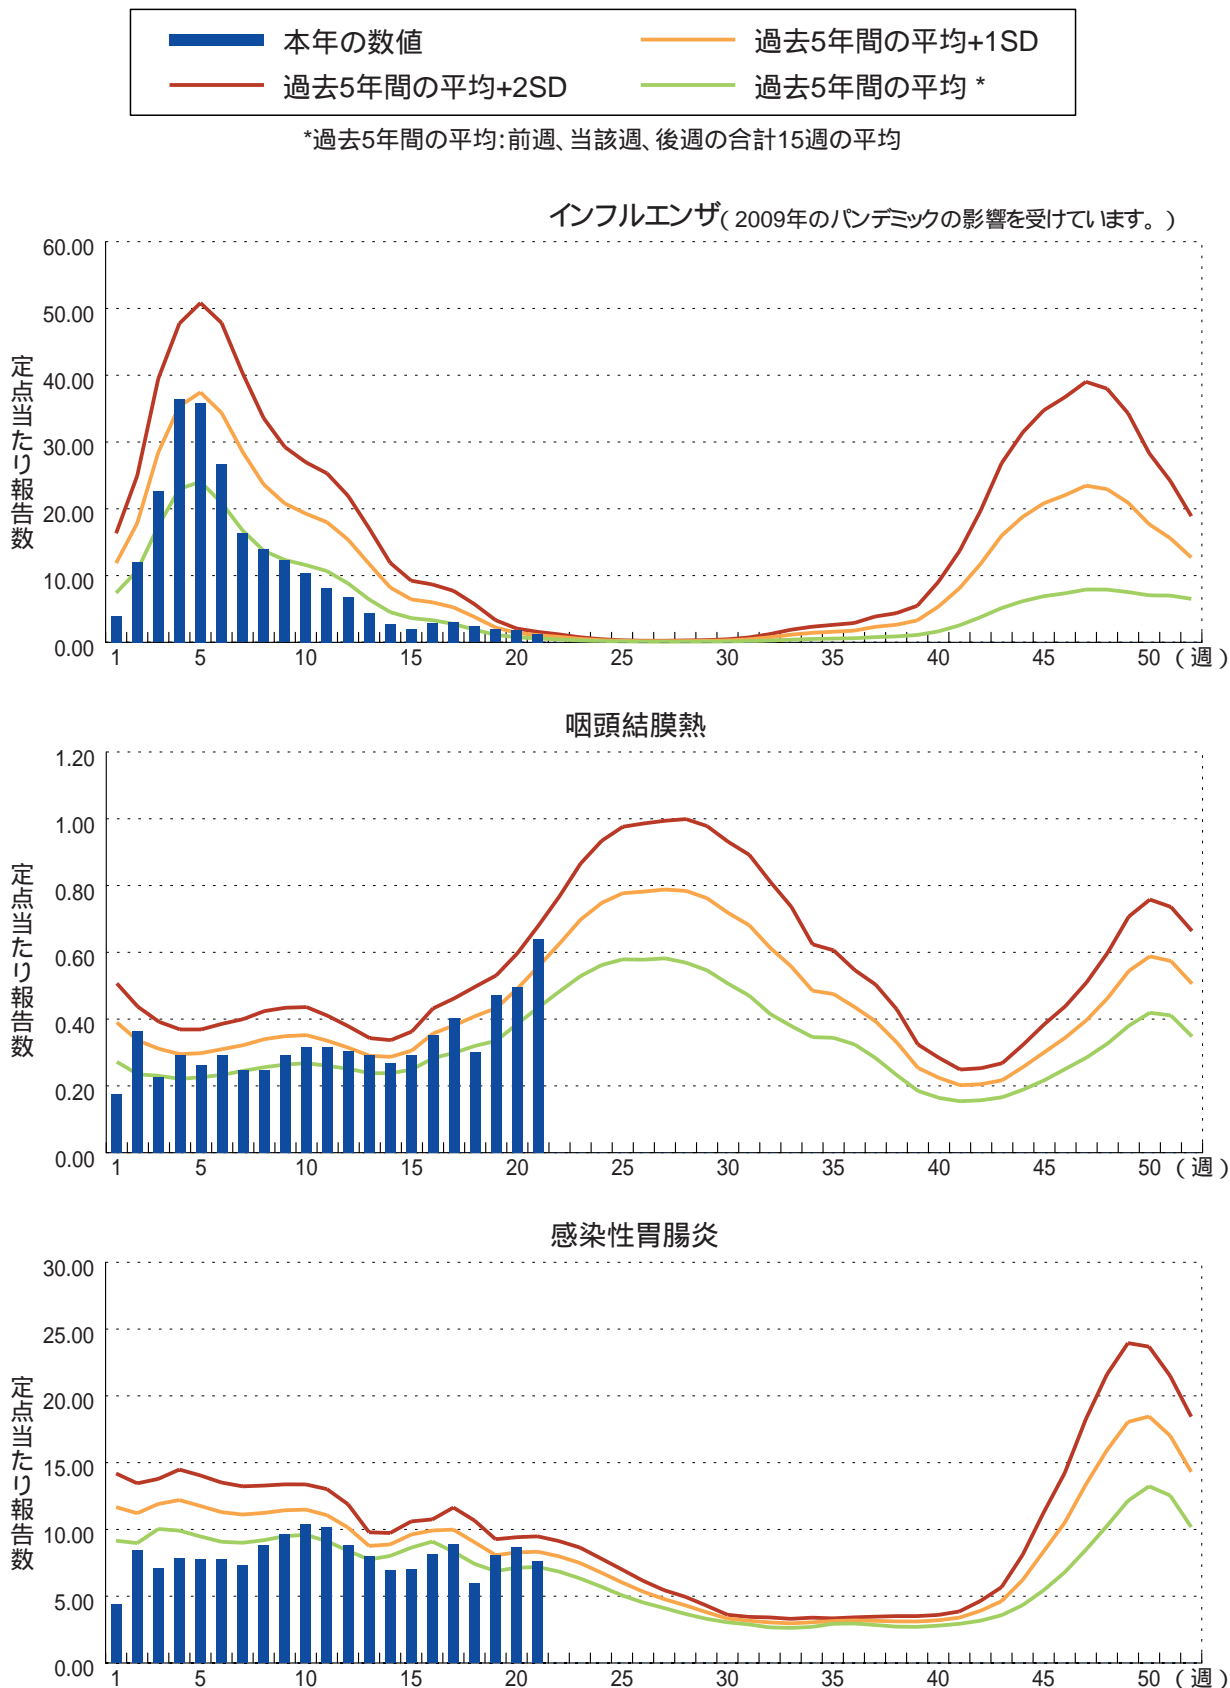 本年の数値 過去5年間の平均+1SD
過去5年間の平均+2SD 過去5年間の平均 *
*過去5年間の平均:前週、当該週、後週の合計15週の平均
インフルエンザ( 2009年のパンデミックの影響を受けています。 )
定点当たり報告数
60.00
50.00
40.00
30.00
20.00
10.00
0.00
1 5 10 15 20 25 30 35 40 45 50 (週)
咽頭結膜熱
定点当たり報告数
1.20
1.00
0.80
0.60
0.40
0.20
0.00
1 5 10 15 20 25 30 35 40 45 50 (週)
感染性胃腸炎
定点当たり報告数
30.00
25.00
20.00
15.00
10.00
5.00
0.00
1 5 10 15 20 25 30 35 40 45 50 (週)